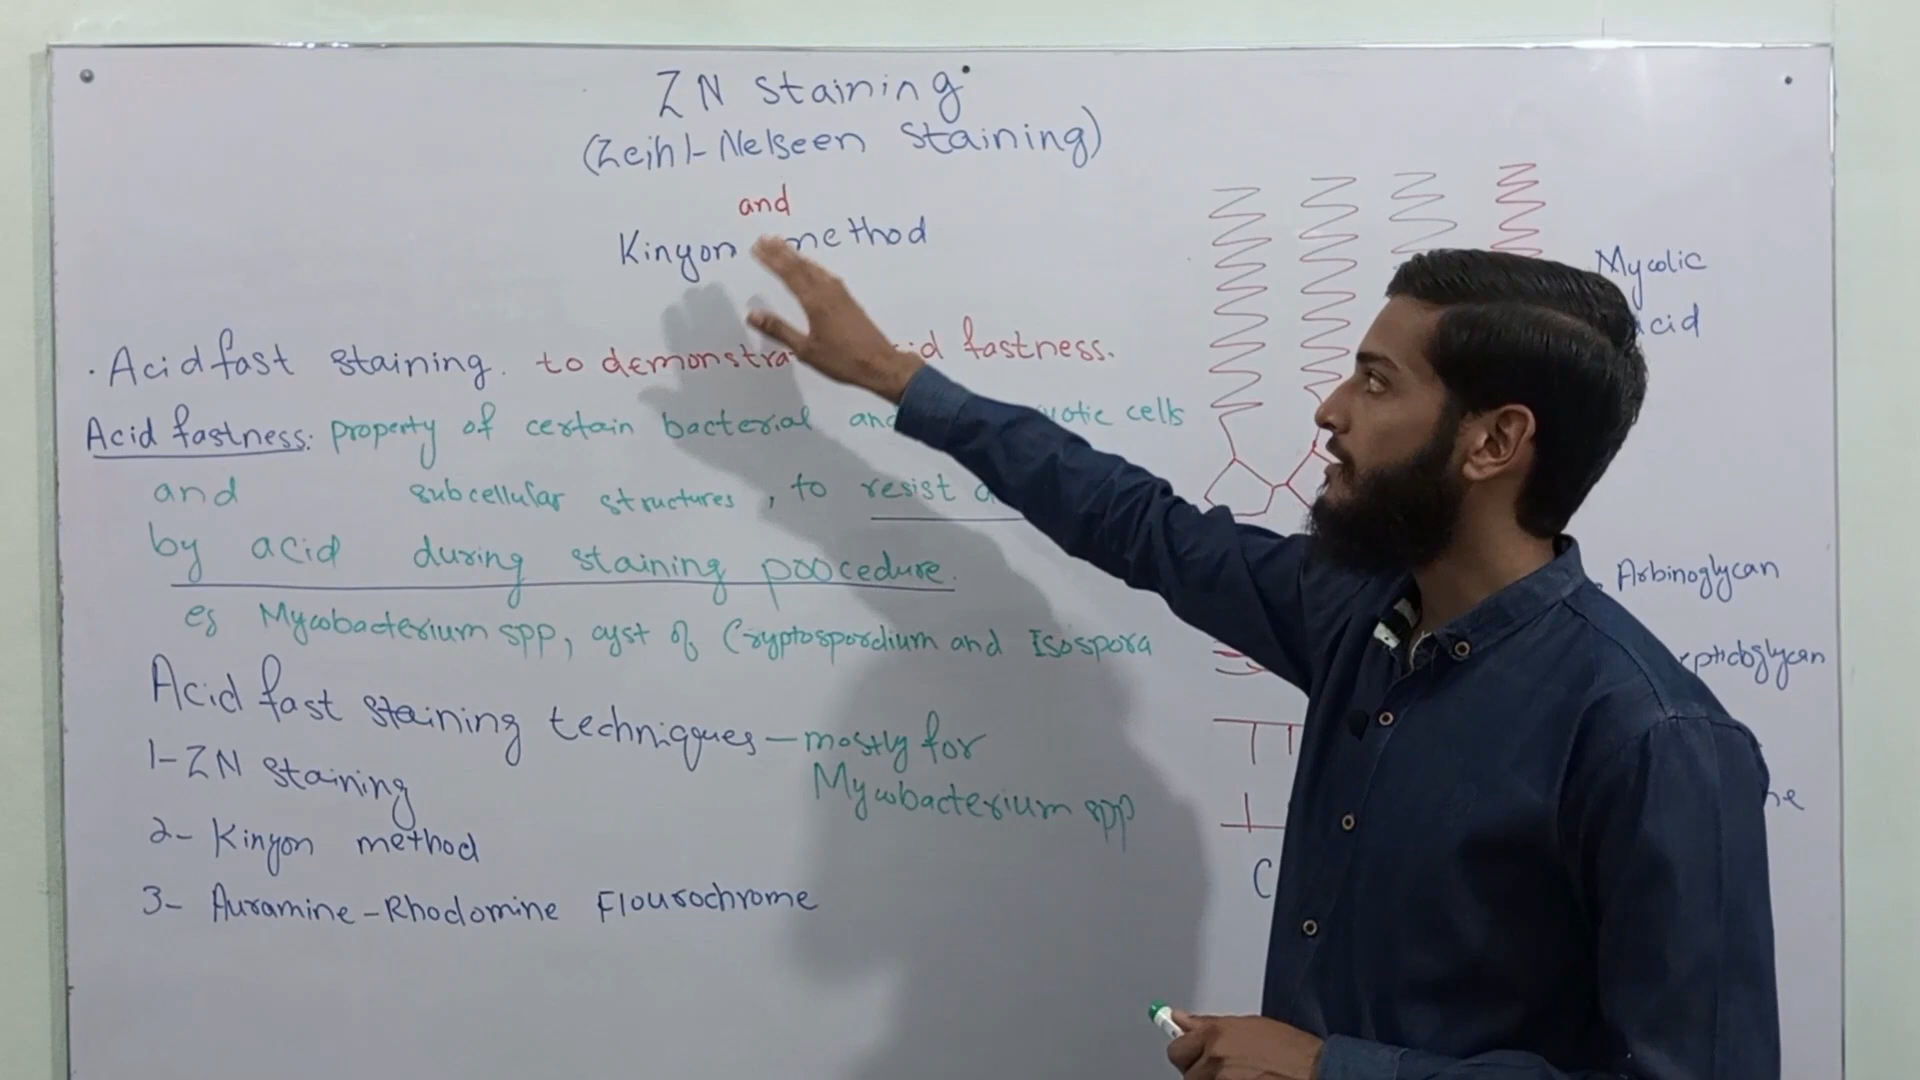 ZN Staining
(Zeihl-Nelseen Staining)
and
Kinyon method
. Acid fast staining. to demonstra fastness.
Acid fastness: property of certain bacterial and cells
and subcellular structures, to resist
by acid during staining procedure.
eg Mycobacterium spp, cyst of Cryptospordium and Isospora
Acid fast staining techniques - mostly for
Mycobacterium spp
1- ZN staining
2- Kinyon method
3- Auramine-Rhodomine Flourochrome
Mycolic
acid
Arbinoglycan
ptidoglycan
C